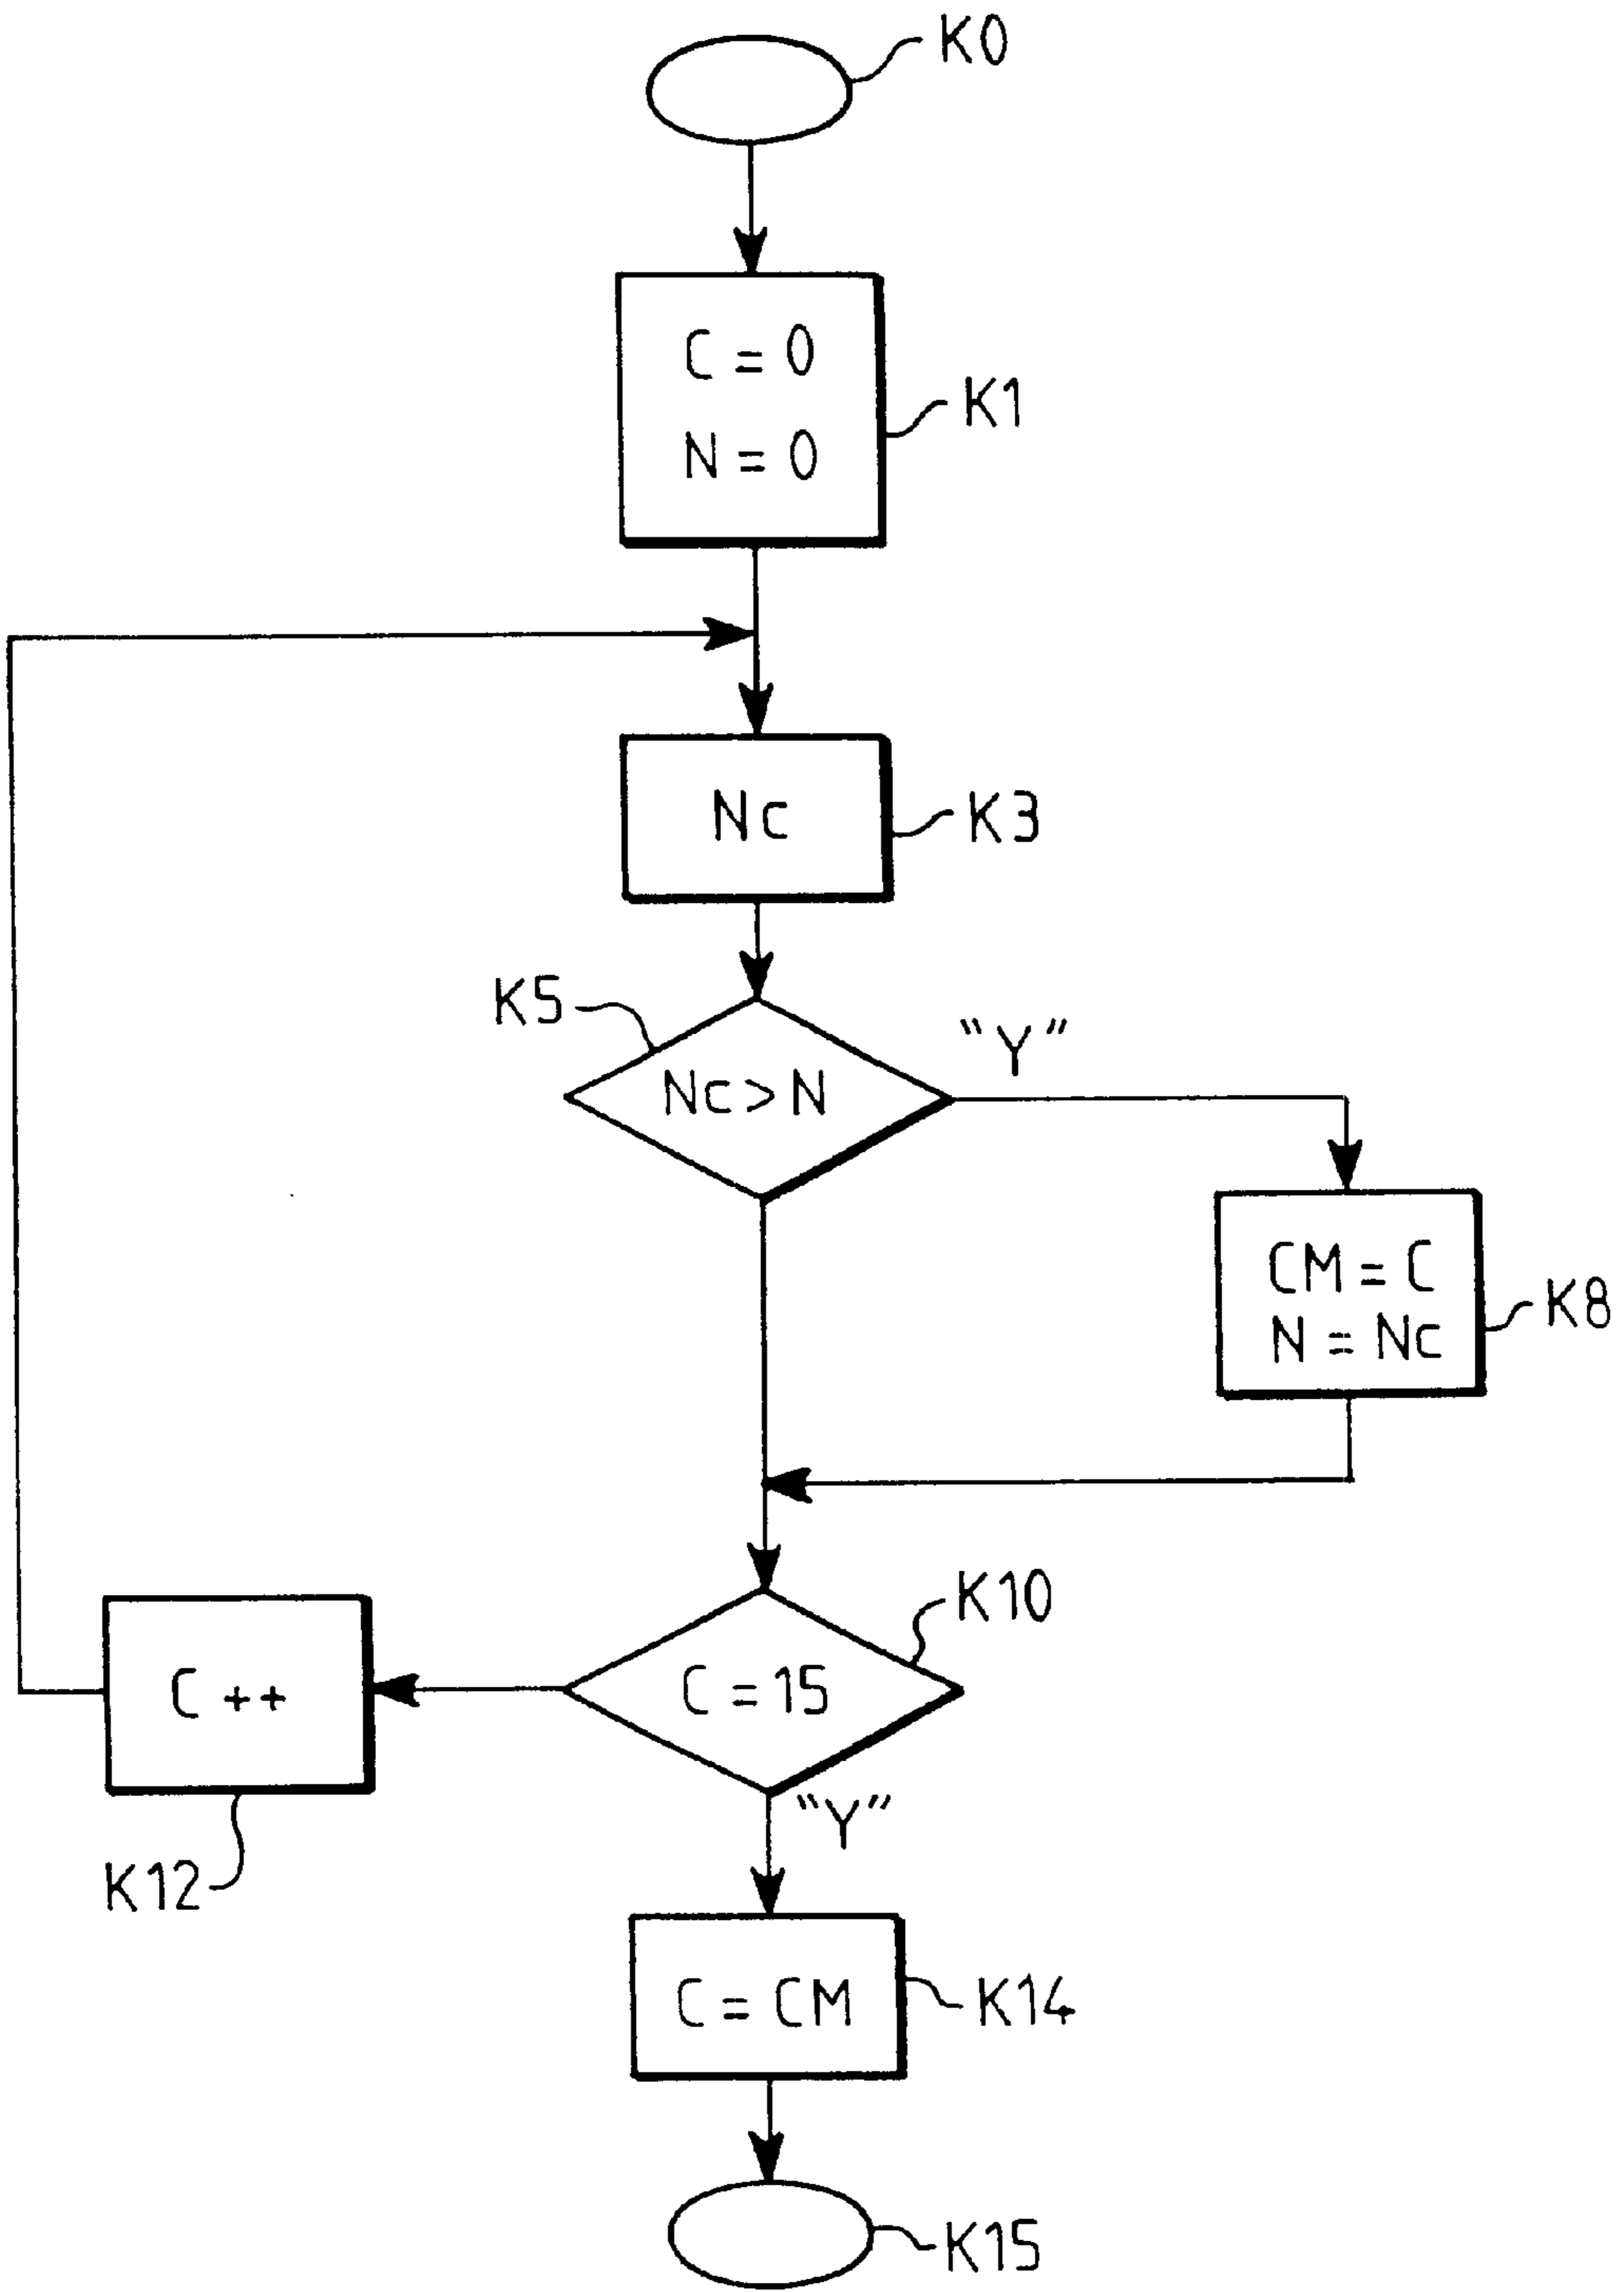 K0
C = 0
N = 0
K1
Nc
K3
K5
Nc > N
"Y"
CM = C
N = Nc
K8
K10
C = 15
C ++
"Y"
K12
C = CM
K14
K15